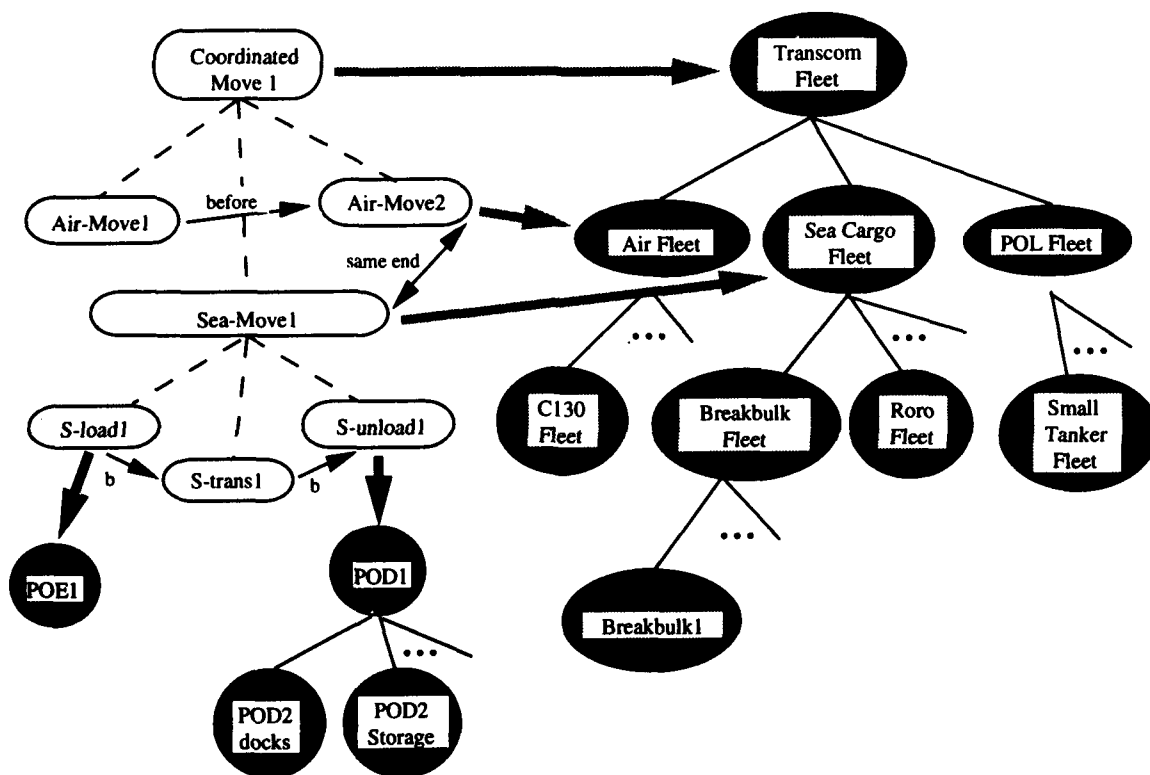 Coordinated
Move 1
Transcom
Fleet
Air-Move1
before
Air-Move2
Air Fleet
Sea Cargo
Fleet
POL Fleet
same end
Sea-Move1
...
...
...
C130
Fleet
Breakbulk
Fleet
Roro
Fleet
Small
Tanker
Fleet
S-load1
S-unload1
b
S-trans1
b
...
POE1
POD1
Breakbulk1
...
POD2
docks
POD2
Storage